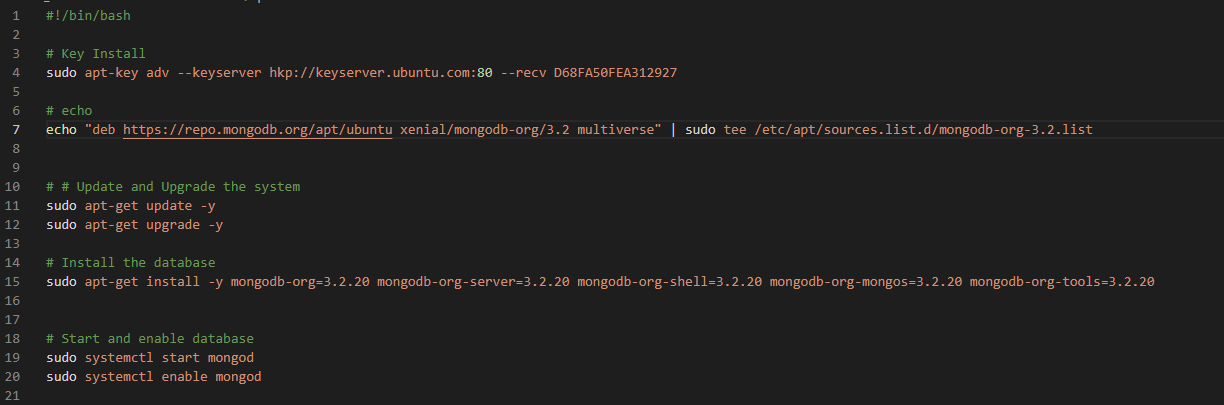 1 #!/bin/bash
2
3 # Key Install
4 sudo apt-key adv --keyserver hkp://keyserver.ubuntu.com:80 --recv D68FA50FEA312927
5
6 # echo
7 echo "deb https://repo.mongodb.org/apt/ubuntu xenial/mongodb-org/3.2 multiverse" | sudo tee /etc/apt/sources.list.d/mongodb-org-3.2.list
8
9
10 # # Update and Upgrade the system
11 sudo apt-get update -y
12 sudo apt-get upgrade -y
13
14 # Install the database
15 sudo apt-get install -y mongodb-org=3.2.20 mongodb-org-server=3.2.20 mongodb-org-shell=3.2.20 mongodb-org-mongos=3.2.20 mongodb-org-tools=3.2.20
16
17
18 # Start and enable database
19 sudo systemctl start mongod
20 sudo systemctl enable mongod
21